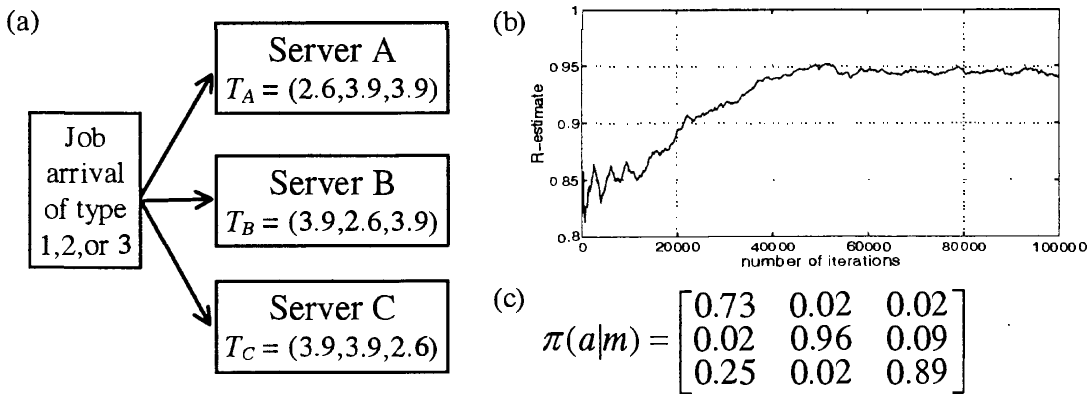 (a)
Job
arrival
of type
1,2,or 3
Server A
T_A = (2.6,3.9,3.9)
Server B
T_B = (3.9,2.6,3.9)
Server C
T_C = (3.9,3.9,2.6)
(b)
R-estimate
1
0.95
0.9
0.85
0.8
0 20000 40000 60000 80000 100000
number of iterations
(c)
π(a|m) =
0.73 0.02 0.02
0.02 0.96 0.09
0.25 0.02 0.89